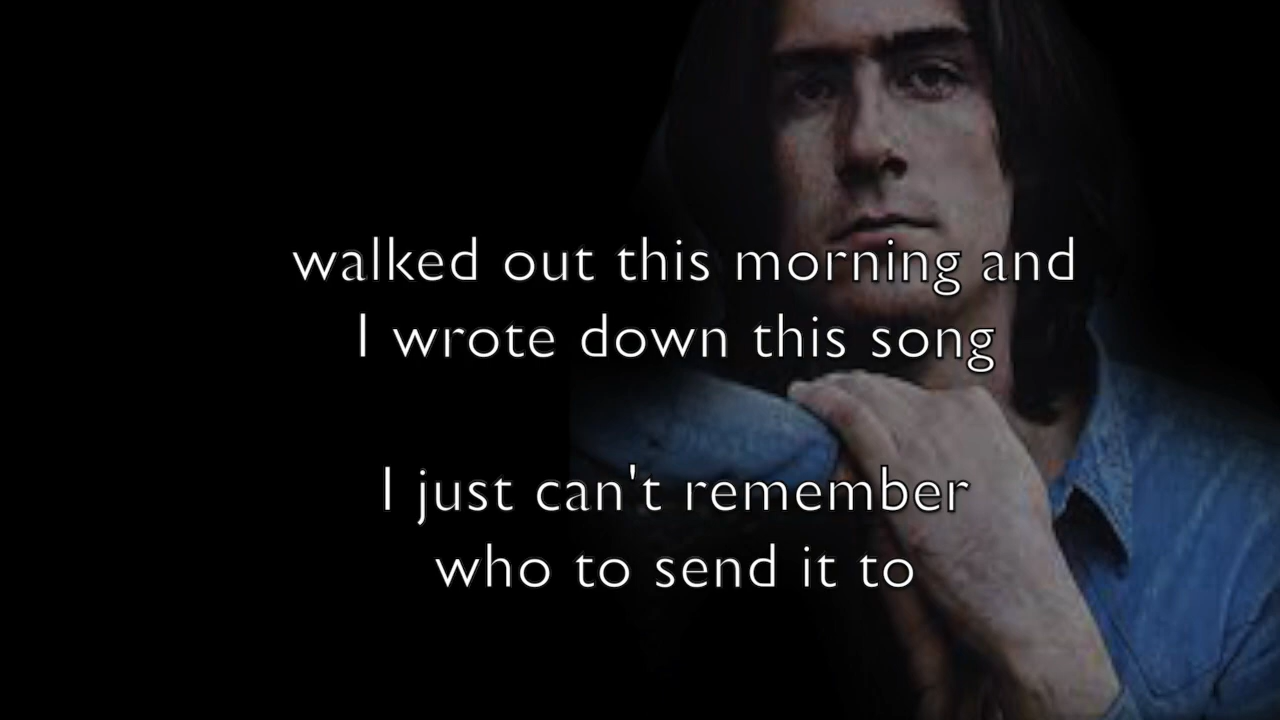 walked out this morning and
I wrote down this song
I just can't remember
who to send it to